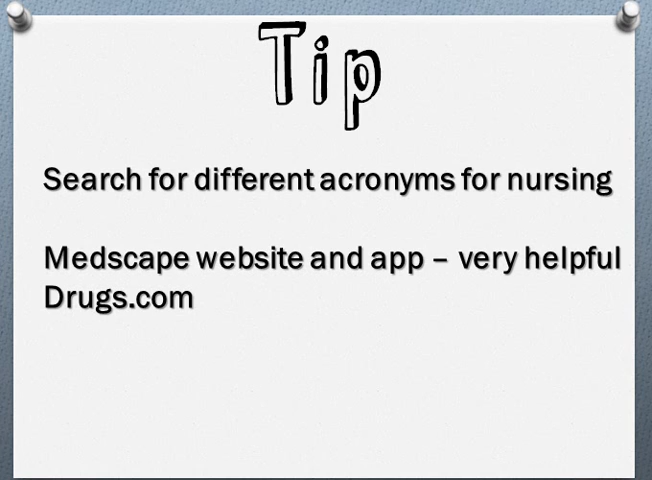 Tip
Search for different acronyms for nursing
Medscape website and app – very helpful
Drugs.com